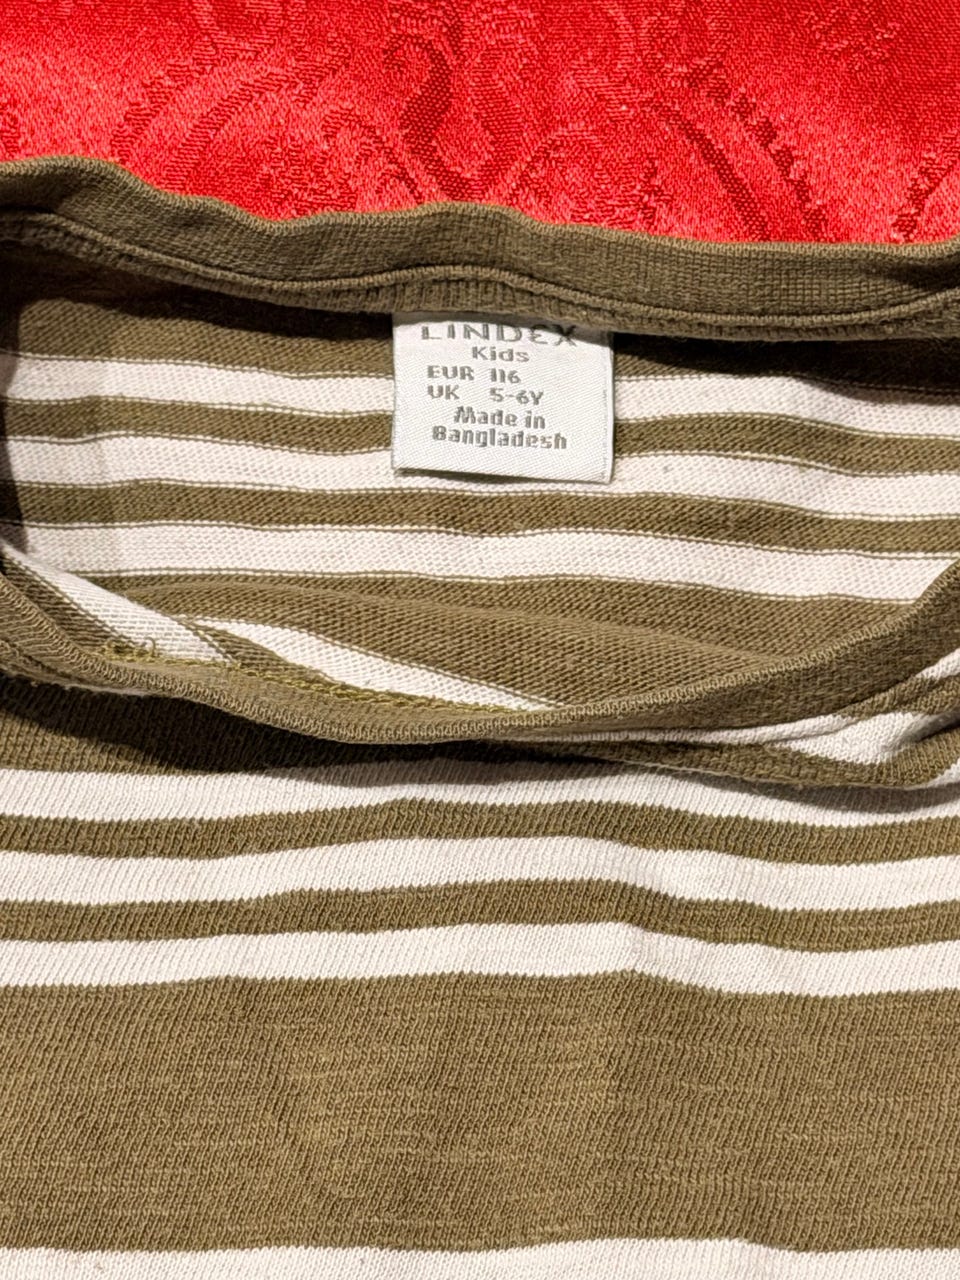 LINDEX
Kids
EUR 116
UK 5-6Y
Made in
Bangladesh